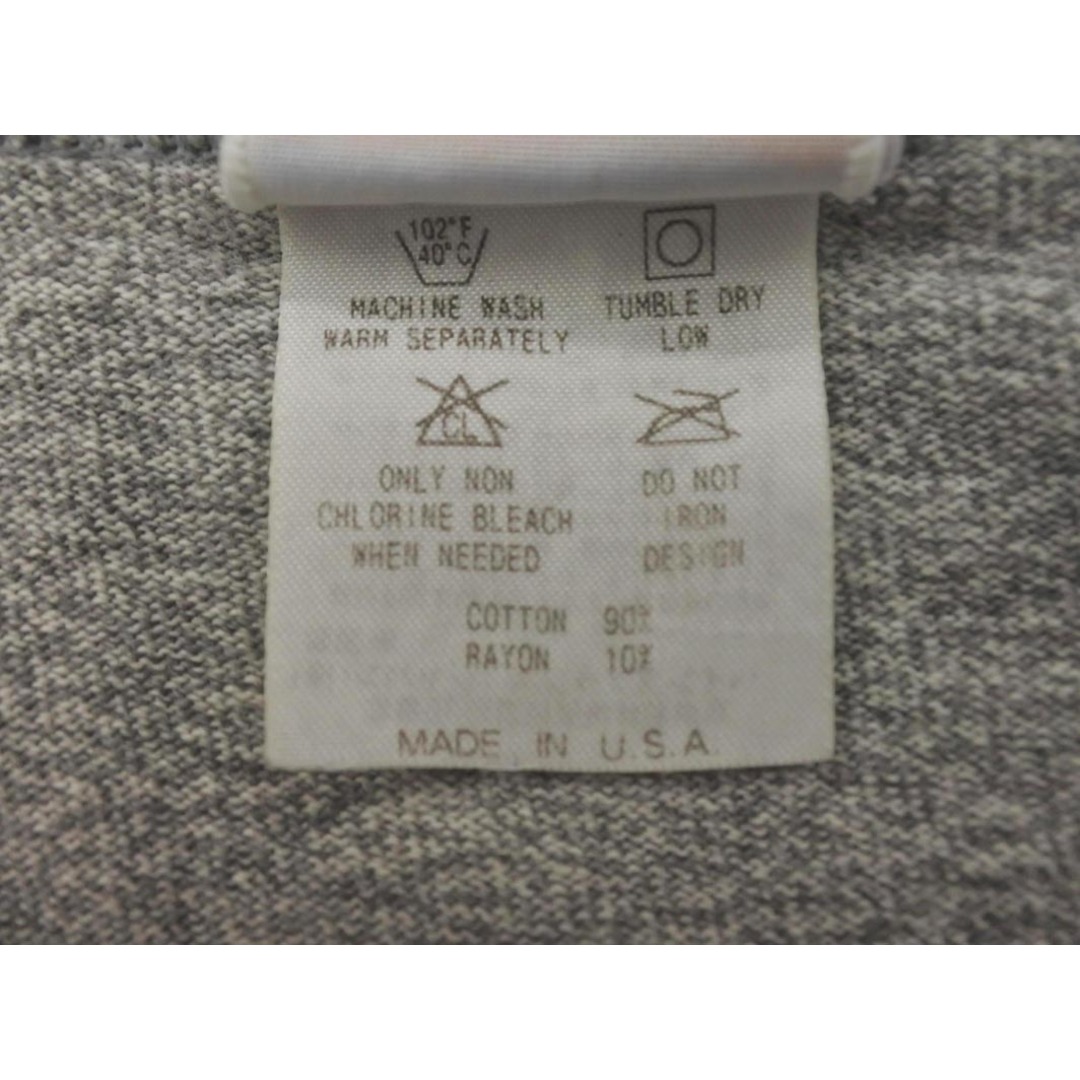 102°F
40°C
MACHINE WASH
WARM SEPARATELY
TUMBLE DRY
LOW
CL
ONLY NON
CHLORINE BLEACH
WHEN NEEDED
DO NOT
IRON
DESIGN
COTTON 90%
RAYON 10%
MADE IN U.S.A.